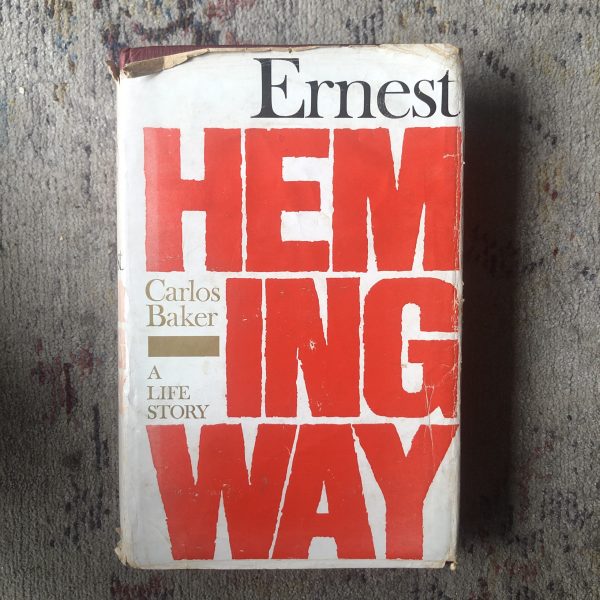 Ernest
HEM
Carlos
Baker
ING
A
LIFE
STORY
WAY